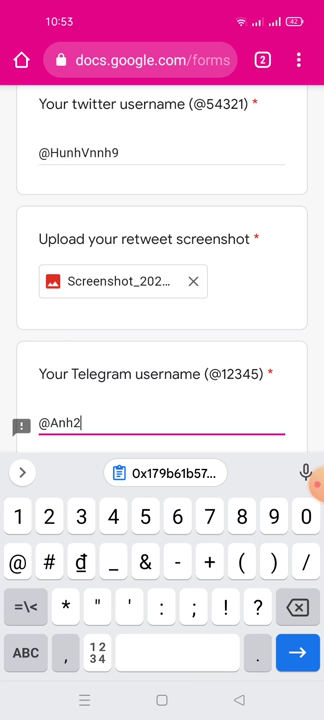 10:53
42
docs.google.com/forms
2
Your twitter username (@54321) *
@HunhVnnh9
Upload your retweet screenshot *
Screenshot_202...
Your Telegram username (@12345) *
@Anh2
0x179b61b57...
1 2 3 4 5 6 7 8 9 0
@ # ₫ _ & - + ( ) /
=\< * " ' : ; ! ?
ABC , 12 34 .